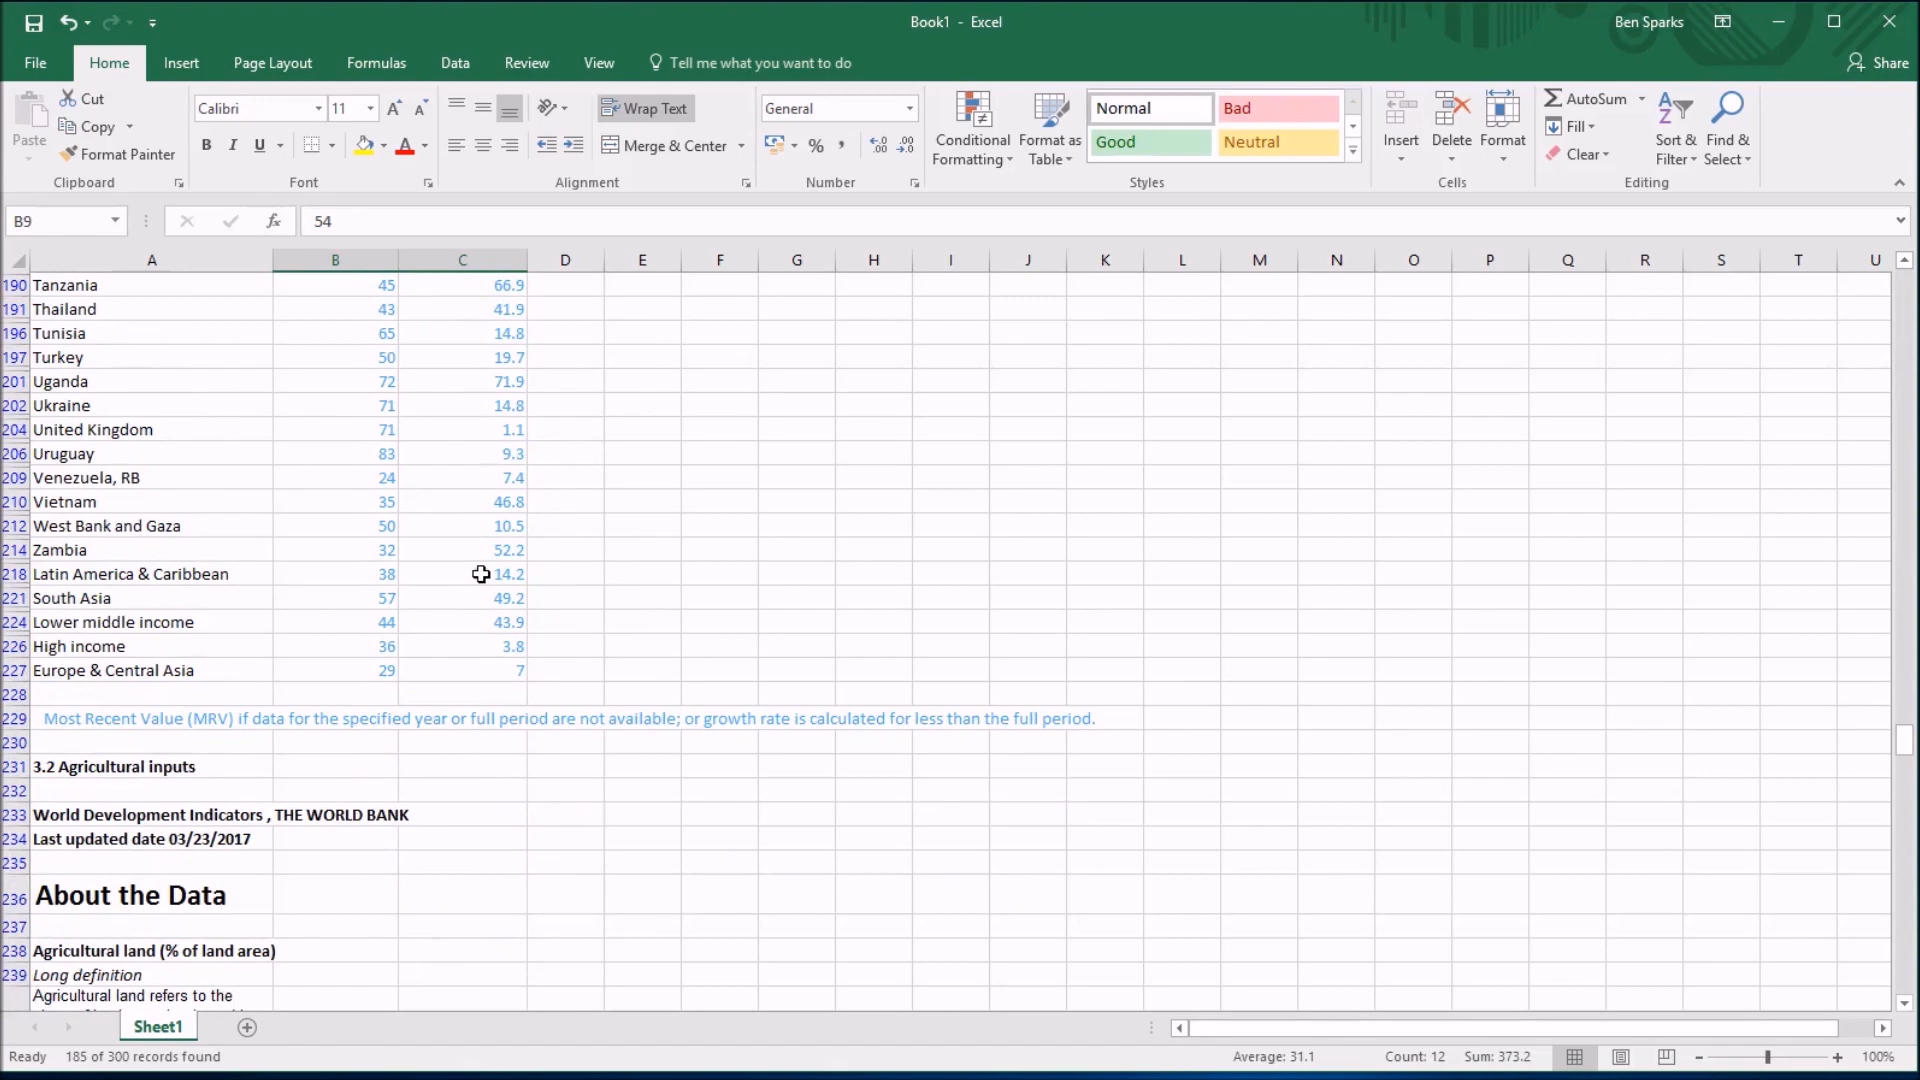 Book1 - Excel
Ben Sparks
File Home Insert Page Layout Formulas Data Review View Tell me what you want to do Share
Paste
Cut
Copy
Format Painter
Clipboard
Calibri 11
B I U
Font
Wrap Text
Merge & Center
Alignment
General
% ,
Number
Conditional Formatting
Format as Table
Normal Bad
Good Neutral
Styles
Insert Delete Format
Cells
AutoSum
Fill
Clear
Sort & Filter
Find & Select
Editing
B9 fx 54
A B C D E F G H I J K L M N O P Q R S T U
190 Tanzania 45 66.9
191 Thailand 43 41.9
196 Tunisia 65 14.8
197 Turkey 50 19.7
201 Uganda 72 71.9
202 Ukraine 71 14.8
204 United Kingdom 71 1.1
206 Uruguay 83 9.3
209 Venezuela, RB 24 7.4
210 Vietnam 35 46.8
212 West Bank and Gaza 50 10.5
214 Zambia 32 52.2
218 Latin America & Caribbean 38 14.2
221 South Asia 57 49.2
224 Lower middle income 44 43.9
226 High income 36 3.8
227 Europe & Central Asia 29 7
228
229 Most Recent Value (MRV) if data for the specified year or full period are not available; or growth rate is calculated for less than the full period.
230
231 3.2 Agricultural inputs
232
233 World Development Indicators , THE WORLD BANK
234 Last updated date 03/23/2017
235
236 About the Data
237
238 Agricultural land (% of land area)
239 Long definition
Agricultural land refers to the
Sheet1
Ready 185 of 300 records found Average: 31.1 Count: 12 Sum: 373.2 100%